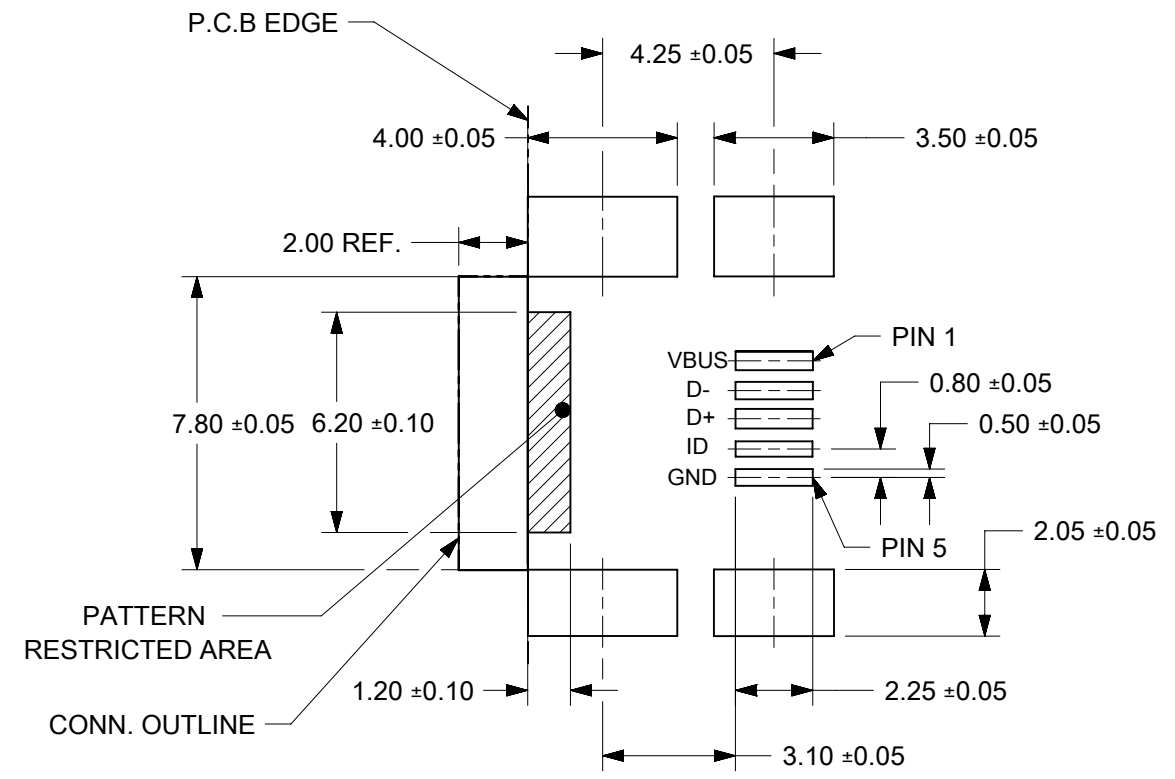 P.C.B EDGE
4.25 ±0.05
4.00 ±0.05
3.50 ±0.05
2.00 REF.
PIN 1
VBUS
D-
D+
ID
GND
0.80 ±0.05
0.50 ±0.05
7.80 ±0.05
6.20 ±0.10
PIN 5
2.05 ±0.05
PATTERN
RESTRICTED AREA
1.20 ±0.10
2.25 ±0.05
CONN. OUTLINE
3.10 ±0.05